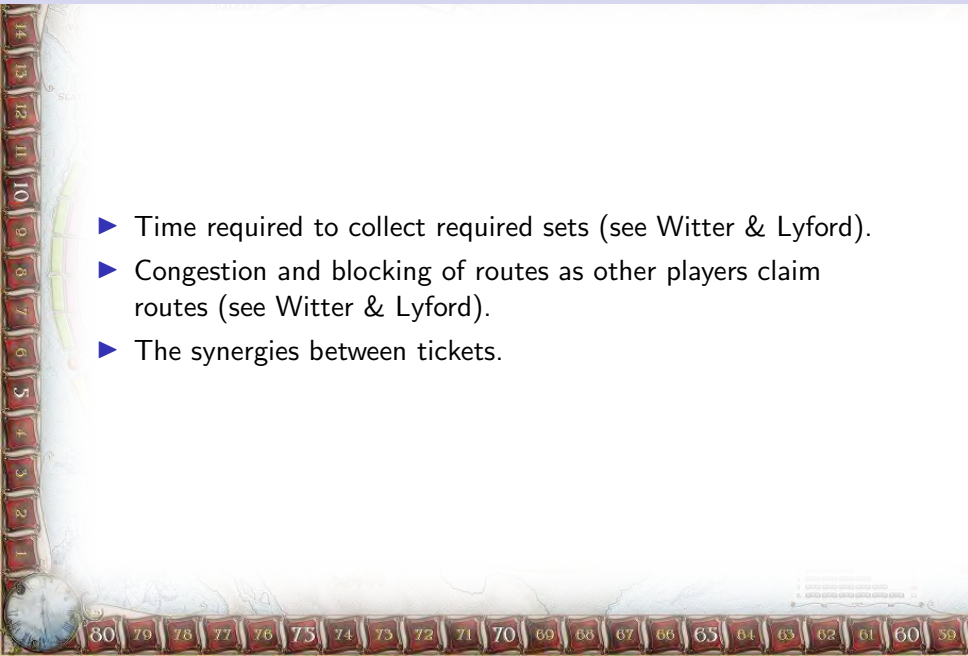 ▶ Time required to collect required sets (see Witter & Lyford).
▶ Congestion and blocking of routes as other players claim
routes (see Witter & Lyford).
▶ The synergies between tickets.
14
13
12
11
10
9
8
7
6
5
4
3
2
1
80 79 78 77 76 75 74 73 72 71 70 69 68 67 66 65 64 63 62 61 60 59